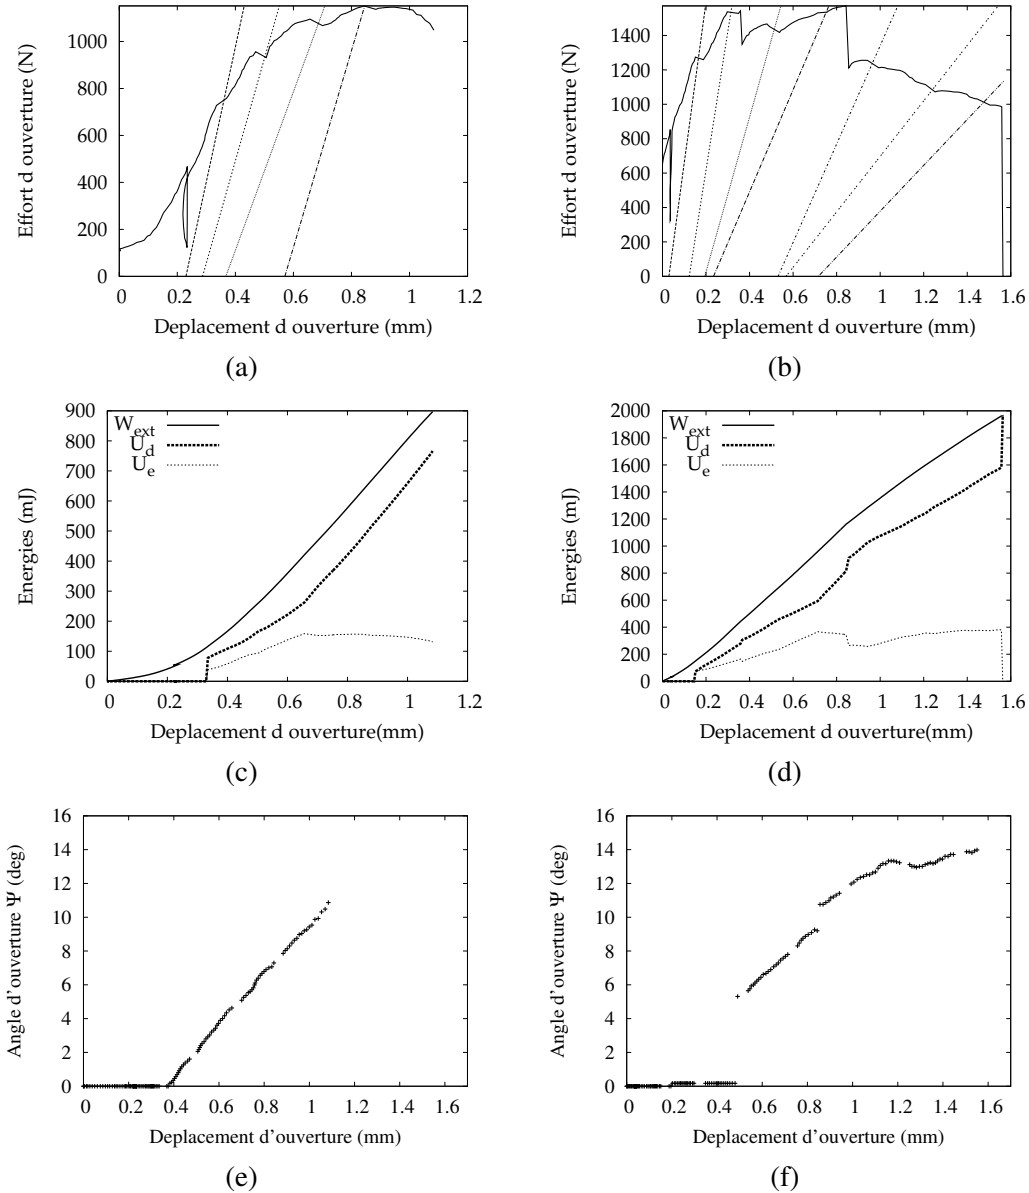 Effort d ouverture (N)
1000
800
600
400
200
0
0 0.2 0.4 0.6 0.8 1 1.2
Deplacement d ouverture (mm)
(a)
Effort d ouverture (N)
1400
1200
1000
800
600
400
200
0
0 0.2 0.4 0.6 0.8 1 1.2 1.4 1.6
Deplacement d ouverture (mm)
(b)
Energies (mJ)
900
800
700
600
500
400
300
200
100
0
W_ext
U_d
U_e
0 0.2 0.4 0.6 0.8 1 1.2
Deplacement d ouverture(mm)
(c)
Energies (mJ)
2000
1800
1600
1400
1200
1000
800
600
400
200
0
W_ext
U_d
U_e
0 0.2 0.4 0.6 0.8 1 1.2 1.4 1.6
Deplacement d ouverture(mm)
(d)
Angle d'ouverture Ψ (deg)
16
14
12
10
8
6
4
2
0
0 0.2 0.4 0.6 0.8 1 1.2 1.4 1.6
Deplacement d'ouverture (mm)
(e)
Angle d'ouverture Ψ (deg)
16
14
12
10
8
6
4
2
0
0 0.2 0.4 0.6 0.8 1 1.2 1.4 1.6
Deplacement d'ouverture (mm)
(f)